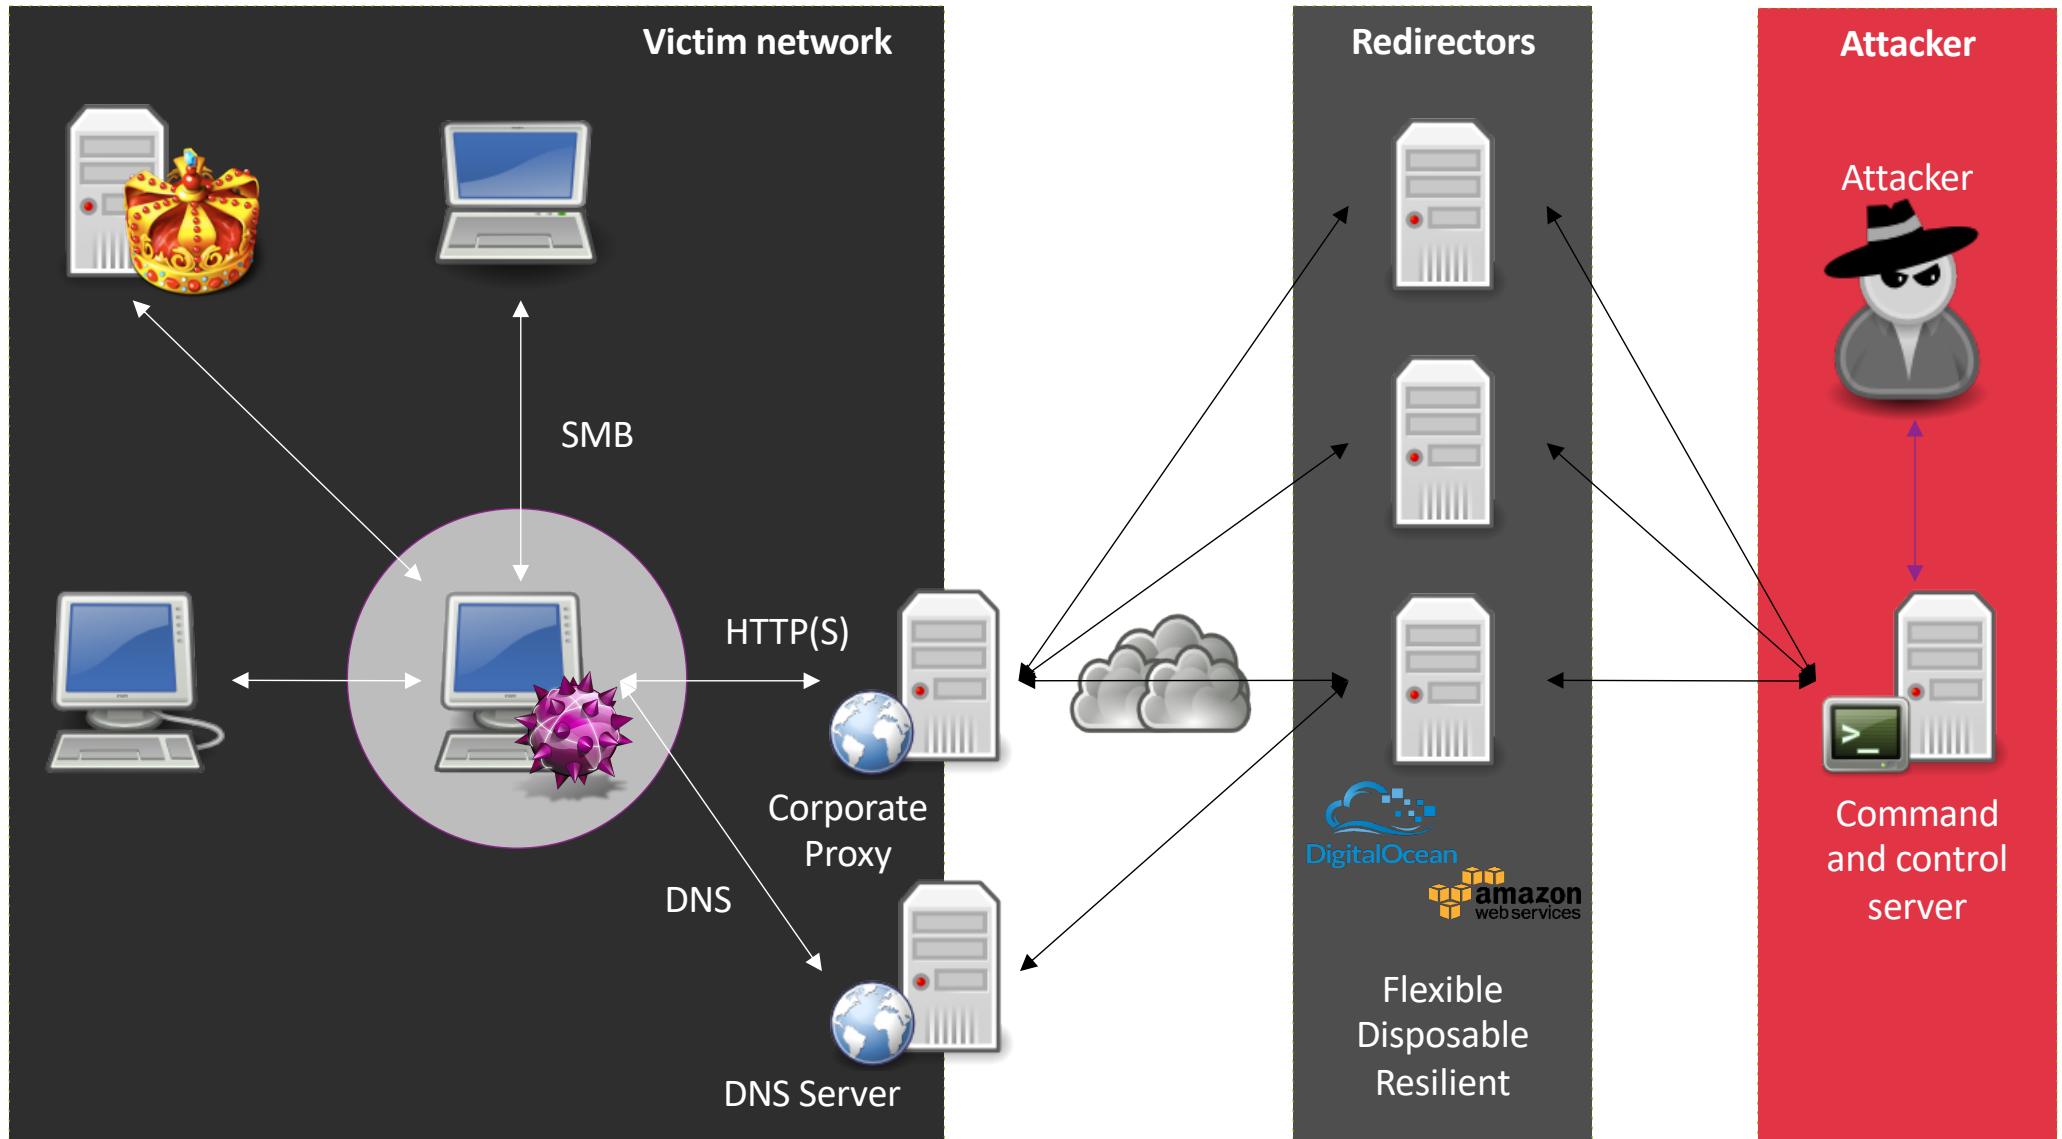 Victim network
Redirectors
Attacker
Attacker
SMB
HTTP(S)
Corporate
Proxy
DNS
DNS Server
DigitalOcean
amazon
web services
Flexible
Disposable
Resilient
>_
Command
and control
server